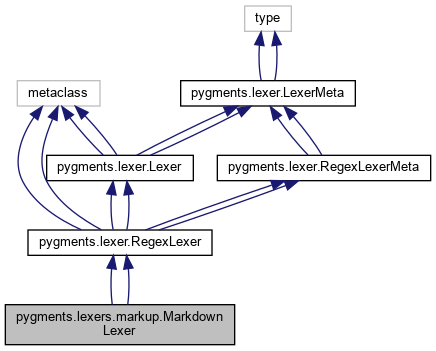 type
metaclass
pygments.lexer.LexerMeta
pygments.lexer.Lexer
pygments.lexer.RegexLexerMeta
pygments.lexer.RegexLexer
pygments.lexers.markup.Markdown
Lexer